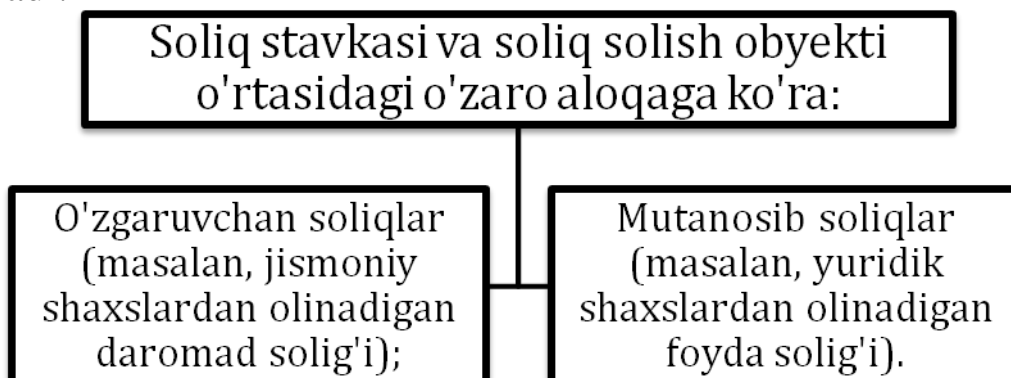 Soliq stavkasi va soliq solish obyekti
o'rtasidagi o'zaro aloqaga ko'ra:
O'zgaruvchan soliqlar
(masalan, jismoniy
shaxslardan olinadigan
daromad solig'i);
Mutanosib soliqlar
(masalan, yuridik
shaxslardan olinadigan
foyda solig'i).